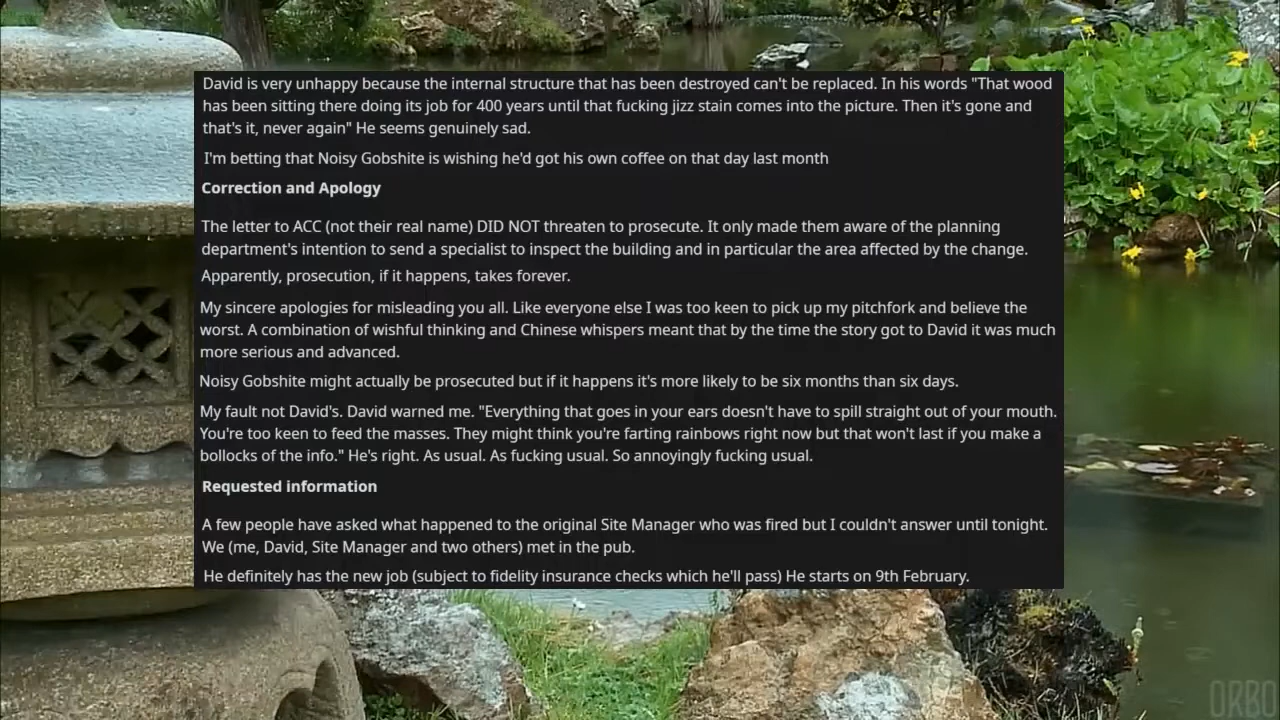 David is very unhappy because the internal structure that has been destroyed can't be replaced. In his words "That wood
has been sitting there doing its job for 400 years until that fucking jizz stain comes into the picture. Then it's gone and
that's it, never again" He seems genuinely sad.
I'm betting that Noisy Gobshite is wishing he'd got his own coffee on that day last month
Correction and Apology
The letter to ACC (not their real name) DID NOT threaten to prosecute. It only made them aware of the planning
department's intention to send a specialist to inspect the building and in particular the area affected by the change.
Apparently, prosecution, if it happens, takes forever.
My sincere apologies for misleading you all. Like everyone else I was too keen to pick up my pitchfork and believe the
worst. A combination of wishful thinking and Chinese whispers meant that by the time the story got to David it was much
more serious and advanced.
Noisy Gobshite might actually be prosecuted but if it happens it's more likely to be six months than six days.
My fault not David's. David warned me. "Everything that goes in your ears doesn't have to spill straight out of your mouth.
You're too keen to feed the masses. They might think you're farting rainbows right now but that won't last if you make a
bollocks of the info." He's right. As usual. As fucking usual. So annoyingly fucking usual.
Requested information
A few people have asked what happened to the original Site Manager who was fired but I couldn't answer until tonight.
We (me, David, Site Manager and two others) met in the pub.
He definitely has the new job (subject to fidelity insurance checks which he'll pass) He starts on 9th February.
ORBO